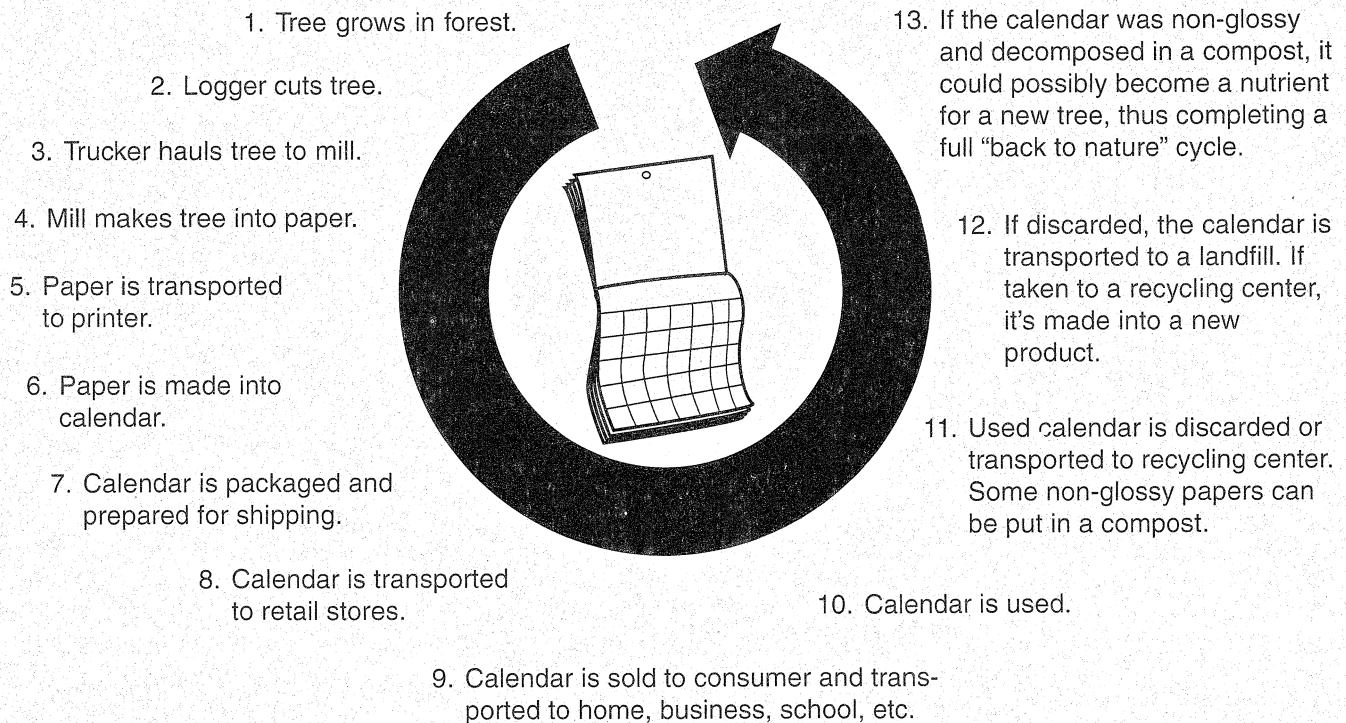 1. Tree grows in forest.
2. Logger cuts tree.
3. Trucker hauls tree to mill.
4. Mill makes tree into paper.
5. Paper is transported
to printer.
6. Paper is made into
calendar.
7. Calendar is packaged and
prepared for shipping.
8. Calendar is transported
to retail stores.
9. Calendar is sold to consumer and trans-
ported to home, business, school, etc.
10. Calendar is used.
11. Used calendar is discarded or
transported to recycling center.
Some non-glossy papers can
be put in a compost.
12. If discarded, the calendar is
transported to a landfill. If
taken to a recycling center,
it's made into a new
product.
13. If the calendar was non-glossy
and decomposed in a compost, it
could possibly become a nutrient
for a new tree, thus completing a
full “back to nature” cycle.